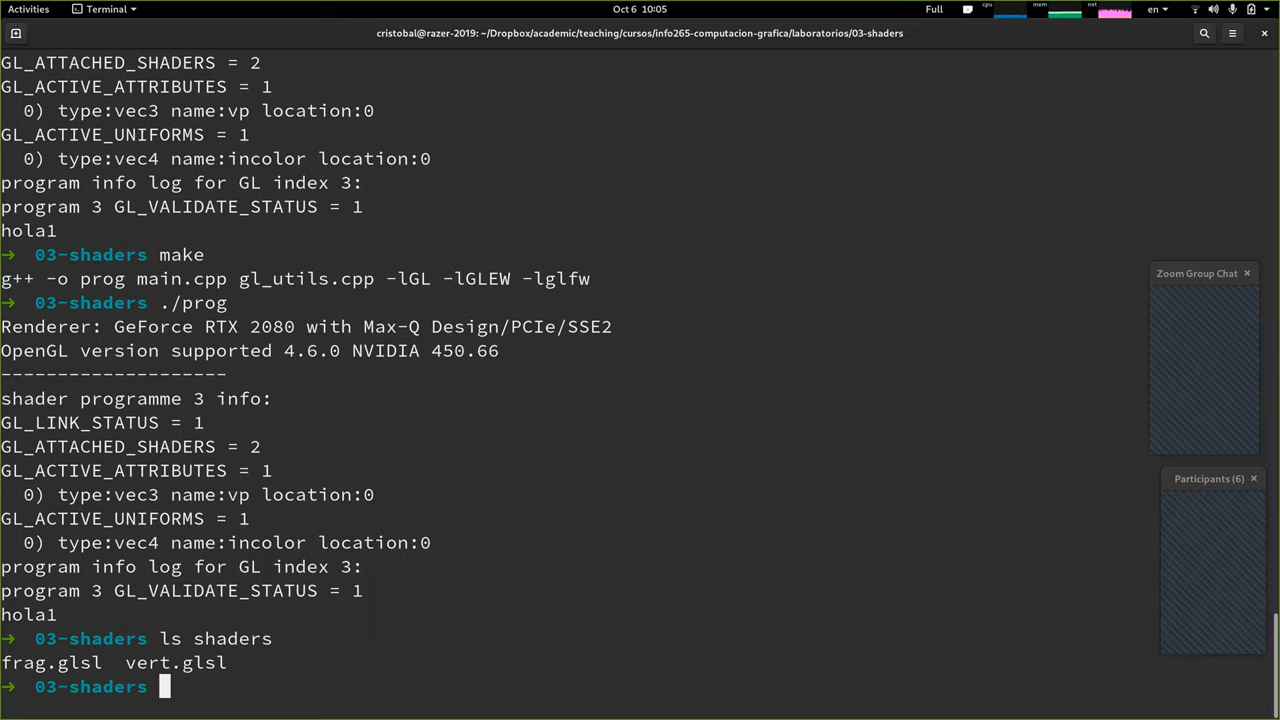 Activities Terminal Oct 6 10:05 Full cpu mem net en
cristobal@razer-2019: ~/Dropbox/academic/teaching/cursos/info265-computacion-grafica/laboratorios/03-shaders
GL_ATTACHED_SHADERS = 2
GL_ACTIVE_ATTRIBUTES = 1
  0) type:vec3 name:vp location:0
GL_ACTIVE_UNIFORMS = 1
  0) type:vec4 name:incolor location:0
program info log for GL index 3:
program 3 GL_VALIDATE_STATUS = 1
hola1
→ 03-shaders make
g++ -o prog main.cpp gl_utils.cpp -lGL -lGLEW -lglfw
→ 03-shaders ./prog
Renderer: GeForce RTX 2080 with Max-Q Design/PCIe/SSE2
OpenGL version supported 4.6.0 NVIDIA 450.66
--------------------
shader programme 3 info:
GL_LINK_STATUS = 1
GL_ATTACHED_SHADERS = 2
GL_ACTIVE_ATTRIBUTES = 1
  0) type:vec3 name:vp location:0
GL_ACTIVE_UNIFORMS = 1
  0) type:vec4 name:incolor location:0
program info log for GL index 3:
program 3 GL_VALIDATE_STATUS = 1
hola1
→ 03-shaders ls shaders
frag.glsl  vert.glsl
→ 03-shaders
Zoom Group Chat ×
Participants (6) ×